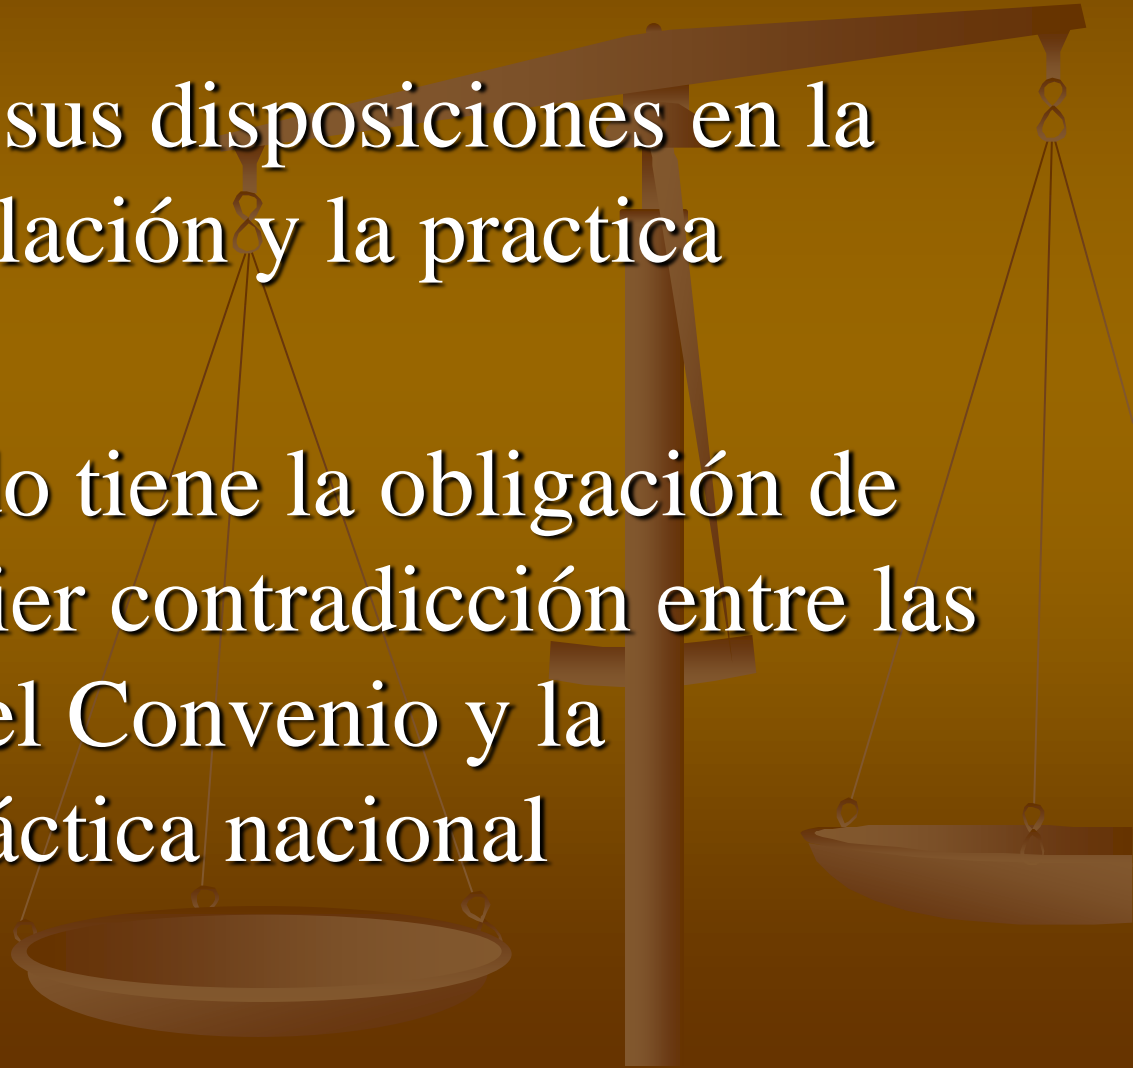 sus disposiciones en la
lación y la practica
lo tiene la obligación de
ier contradicción entre las
el Convenio y la
áctica nacional